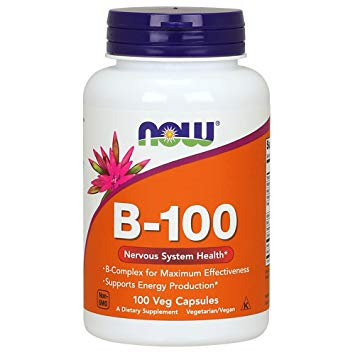 NOW
B-100
Nervous System Health*
•B-Complex for Maximum Effectiveness
•Supports Energy Production*
100 Veg Capsules
Non-
GMO
A Dietary Supplement Vegetarian/Vegan
K